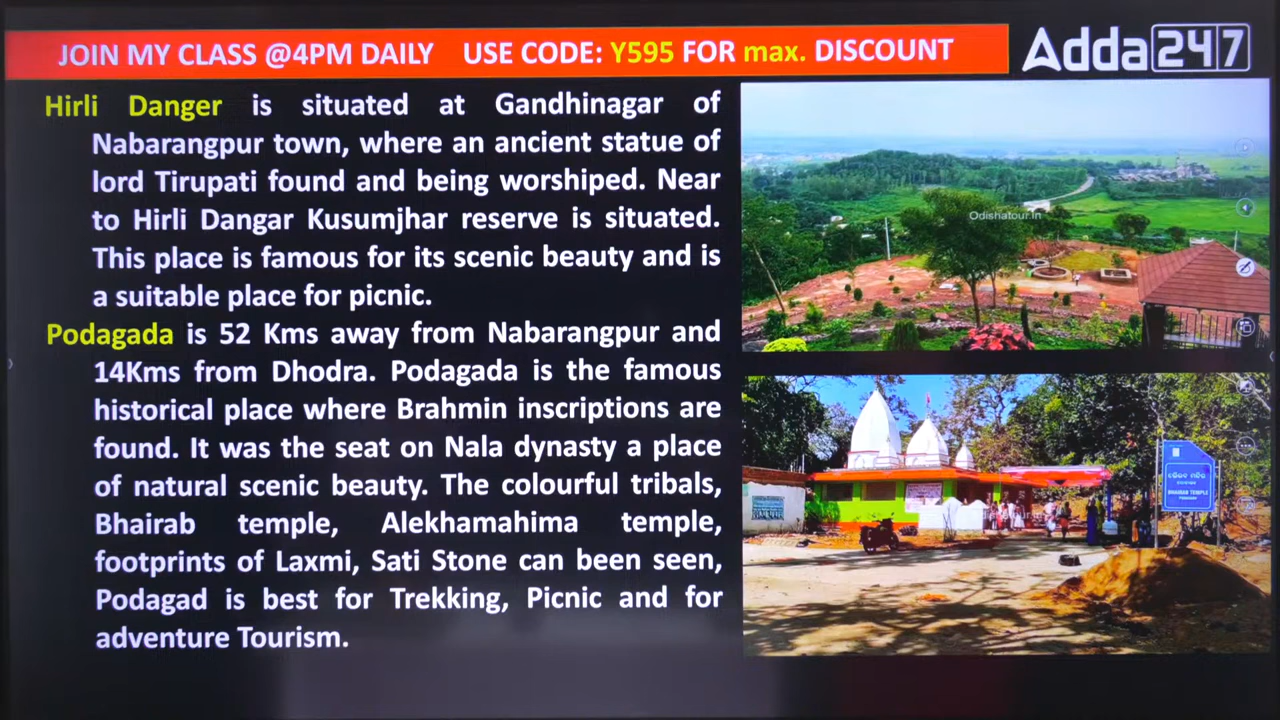 JOIN MY CLASS @4PM DAILY USE CODE: Y595 FOR max. DISCOUNT
Adda247
Hirli Danger is situated at Gandhinagar of
Nabarangpur town, where an ancient statue of
lord Tirupati found and being worshiped. Near
to Hirli Dangar Kusumjhar reserve is situated.
This place is famous for its scenic beauty and is
a suitable place for picnic.
Podagada is 52 Kms away from Nabarangpur and
14Kms from Dhodra. Podagada is the famous
historical place where Brahmin inscriptions are
found. It was the seat on Nala dynasty a place
of natural scenic beauty. The colourful tribals,
Bhairab temple, Alekhamahima temple,
footprints of Laxmi, Sati Stone can been seen,
Podagad is best for Trekking, Picnic and for
adventure Tourism.
Odishatour.in
BHAIRAB TEMPLE